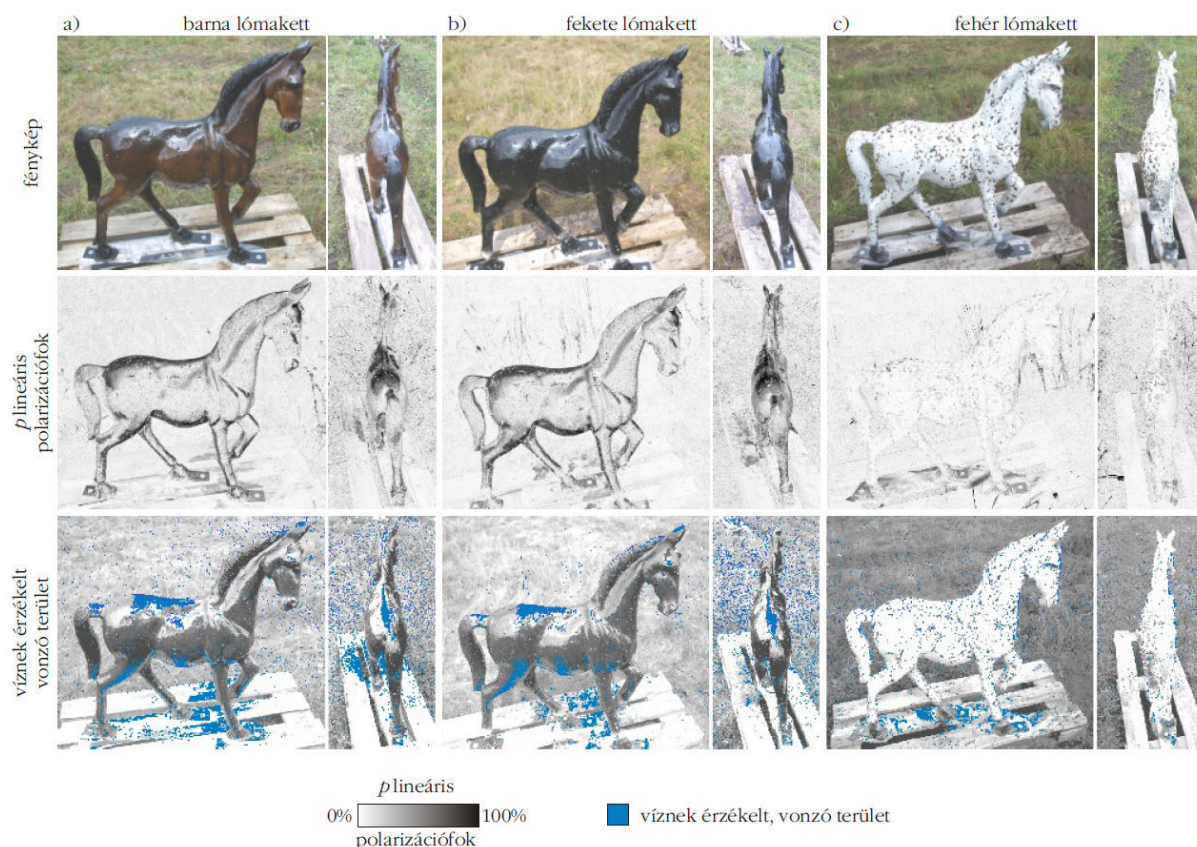 a) barna lómakett
b) fekete lómakett
c) fehér lómakett
fénykép
p lineáris
polarizációfok
víznek érzékelt
vonzó terület
p lineáris
0% 100%
polarizációfok
víznek érzékelt, vonzó terület